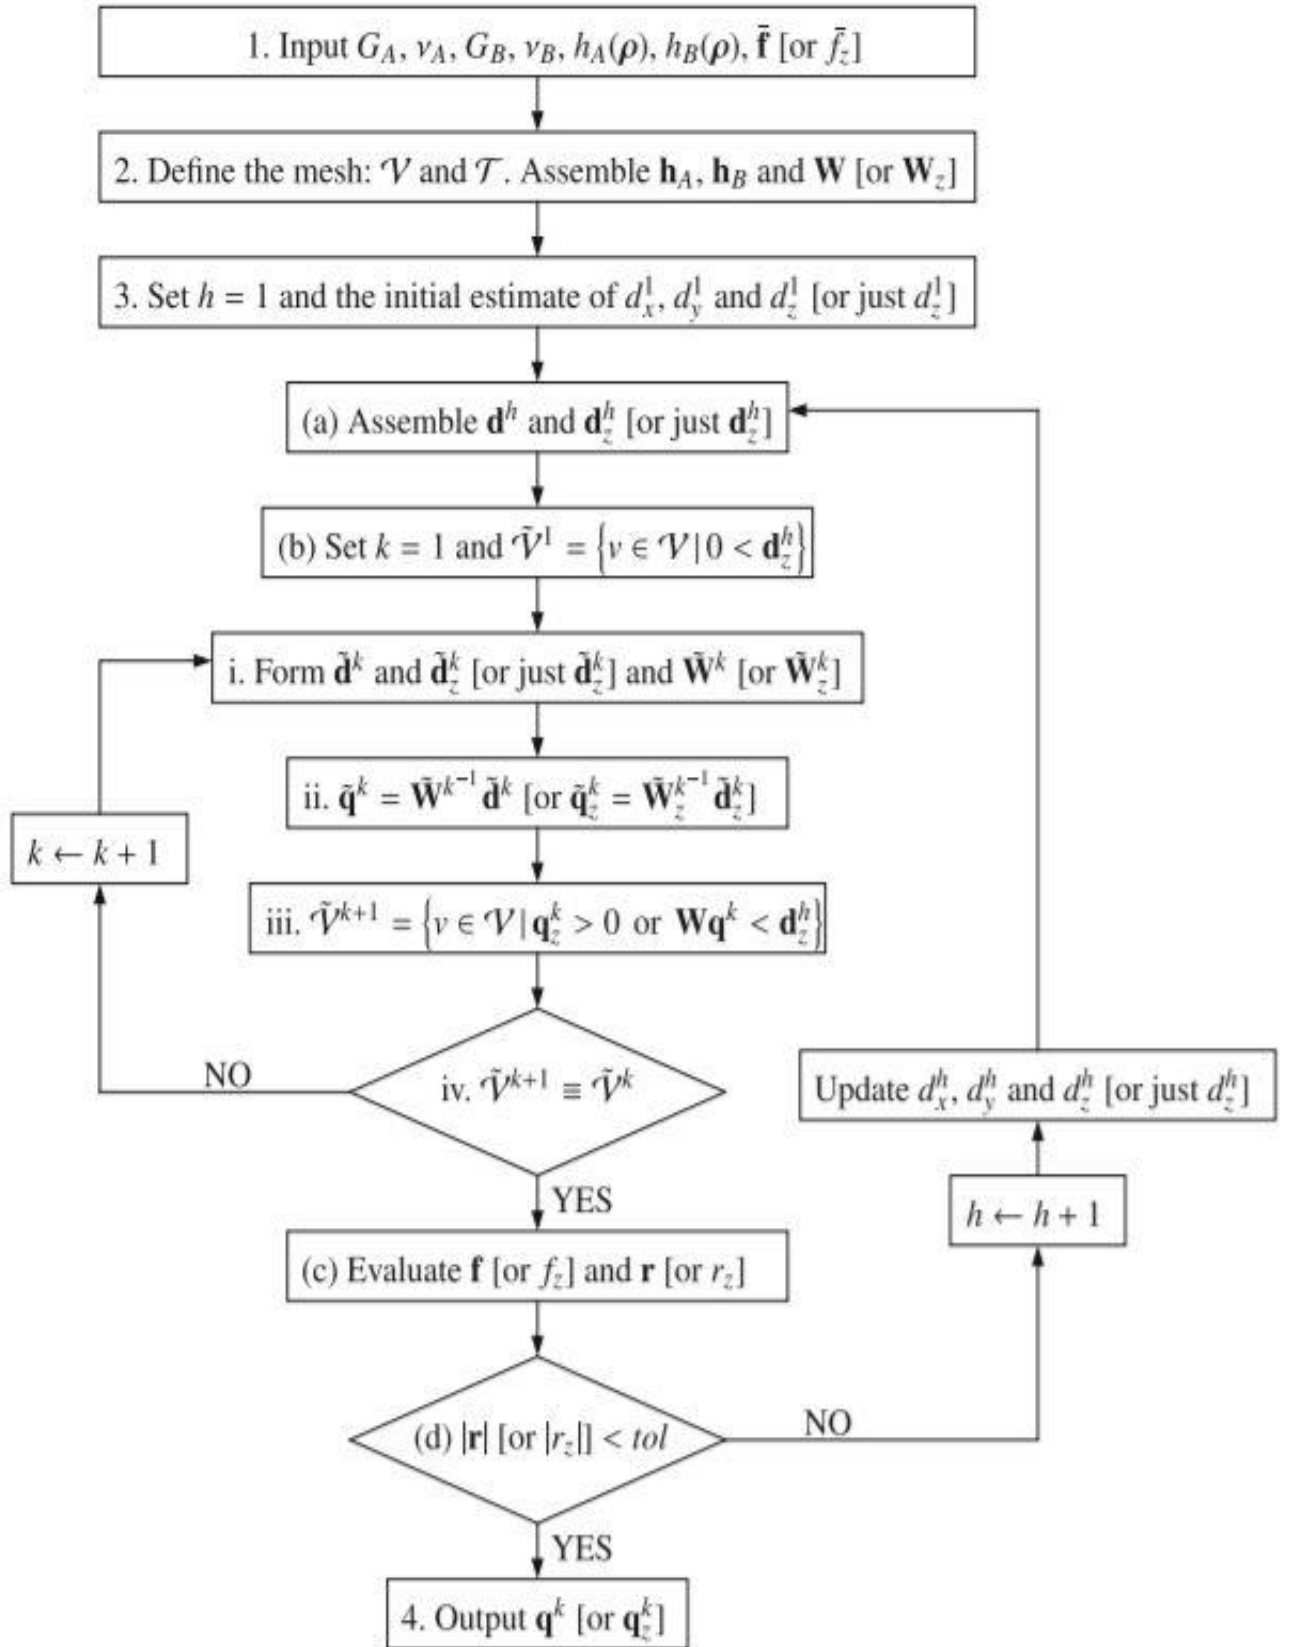 1. Input G_A, ν_A, G_B, ν_B, h_A(ρ), h_B(ρ), f̄ [or f̄_z]
2. Define the mesh: 𝒱 and 𝒯. Assemble h_A, h_B and W [or W_z]
3. Set h = 1 and the initial estimate of d_x^1, d_y^1 and d_z^1 [or just d_z^1]
(a) Assemble d^h and d_z^h [or just d_z^h]
(b) Set k = 1 and 𝒱̃^1 = {v ∈ 𝒱 | 0 < d_z^h}
i. Form d̃^k and d̃_z^k [or just d̃_z^k] and W̃^k [or W̃_z^k]
ii. q̃^k = W̃^{k^{-1}} d̃^k [or q̃_z^k = W̃_z^{k^{-1}} d̃_z^k]
k ← k + 1
iii. 𝒱̃^{k+1} = {v ∈ 𝒱 | q_z^k > 0 or Wq^k < d_z^h}
NO
iv. 𝒱̃^{k+1} ≡ 𝒱̃^k
Update d_x^h, d_y^h and d_z^h [or just d_z^h]
YES
h ← h + 1
(c) Evaluate f [or f_z] and r [or r_z]
(d) |r| [or |r_z|] < tol
NO
YES
4. Output q^k [or q_z^k]